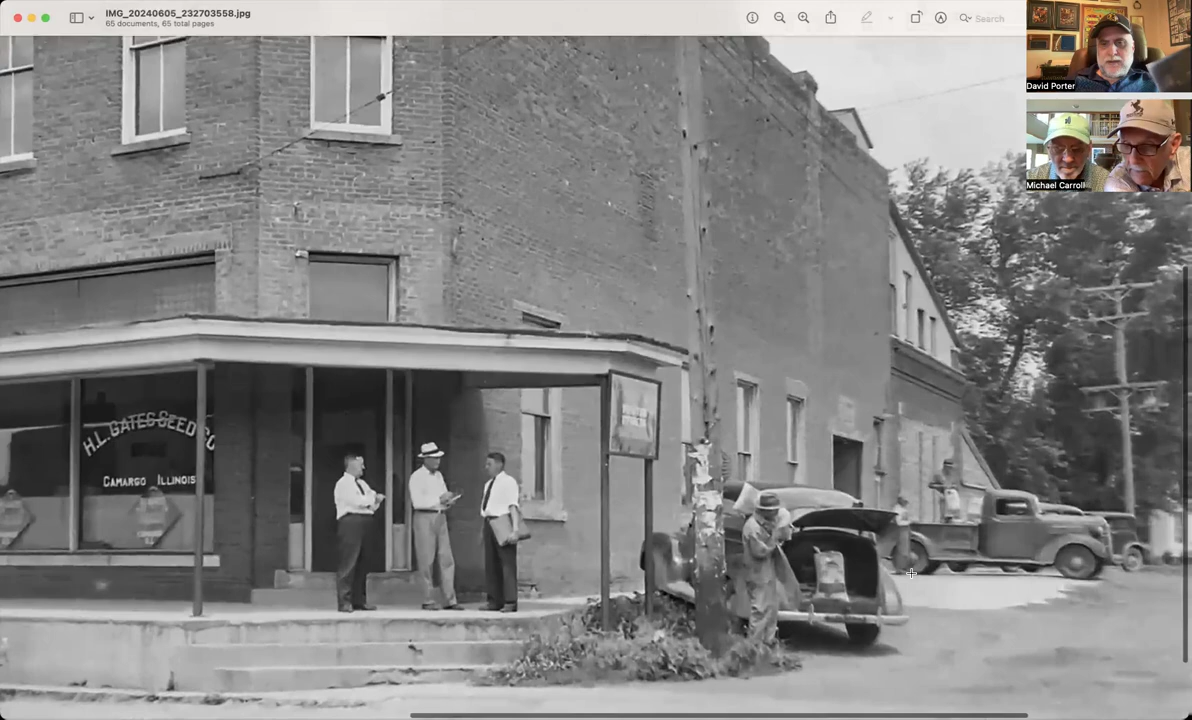 IMG_20240605_232703558.jpg
65 documents, 65 total pages
Search
David Porter
Michael Carroll
H.L. GATES SEED CO
CAMARGO ILLINOIS